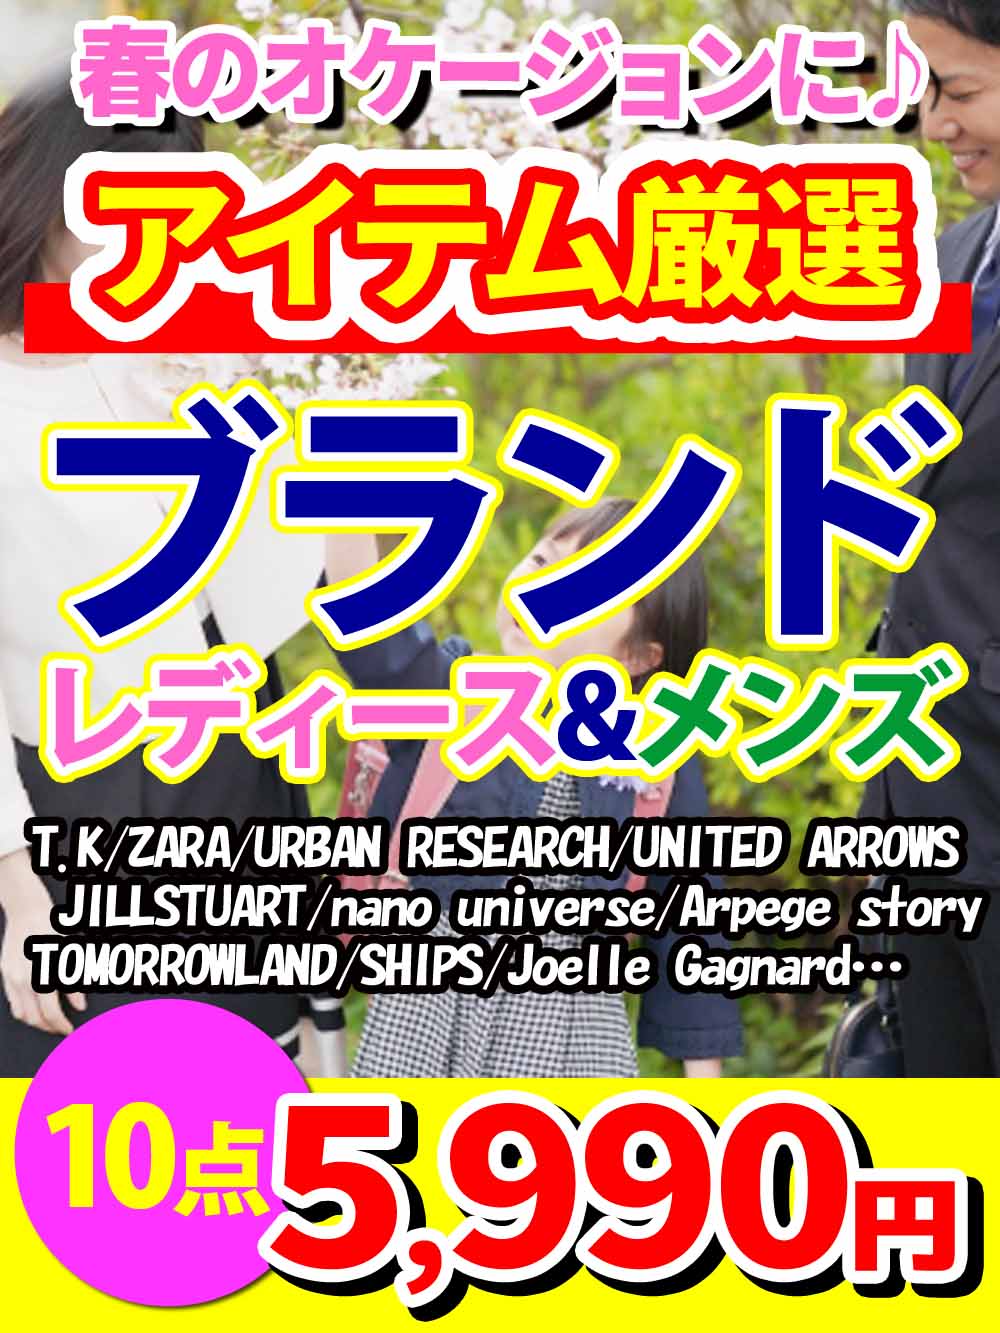 春のオケージョンに♪
アイテム厳選
ブランド
レディース&メンズ
T.K/ZARA/URBAN RESEARCH/UNITED ARROWS
JILLSTUART/nano universe/Arpege story
TOMORROWLAND/SHIPS/Joelle Gagnard…
10点 5,990円